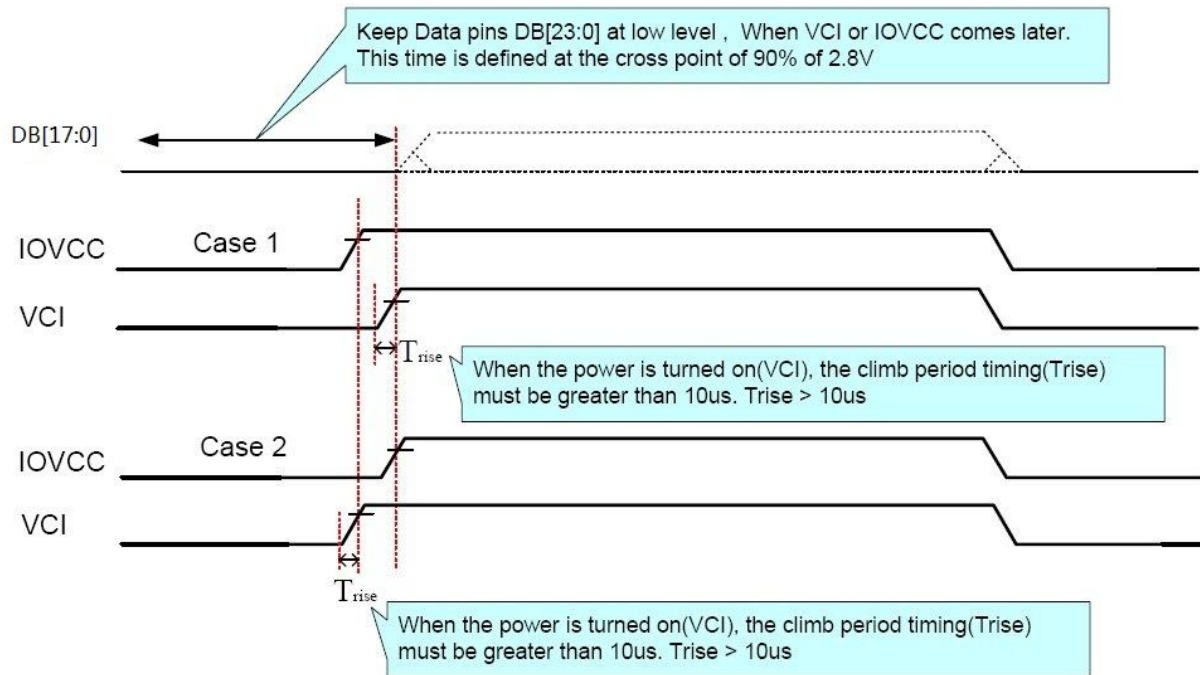 Keep Data pins DB[23:0] at low level , When VCI or IOVCC comes later.
This time is defined at the cross point of 90% of 2.8V
DB[17:0]
IOVCC
Case 1
VCI
Trise
When the power is turned on(VCI), the climb period timing(Trise)
must be greater than 10us. Trise > 10us
IOVCC
Case 2
VCI
Trise
When the power is turned on(VCI), the climb period timing(Trise)
must be greater than 10us. Trise > 10us